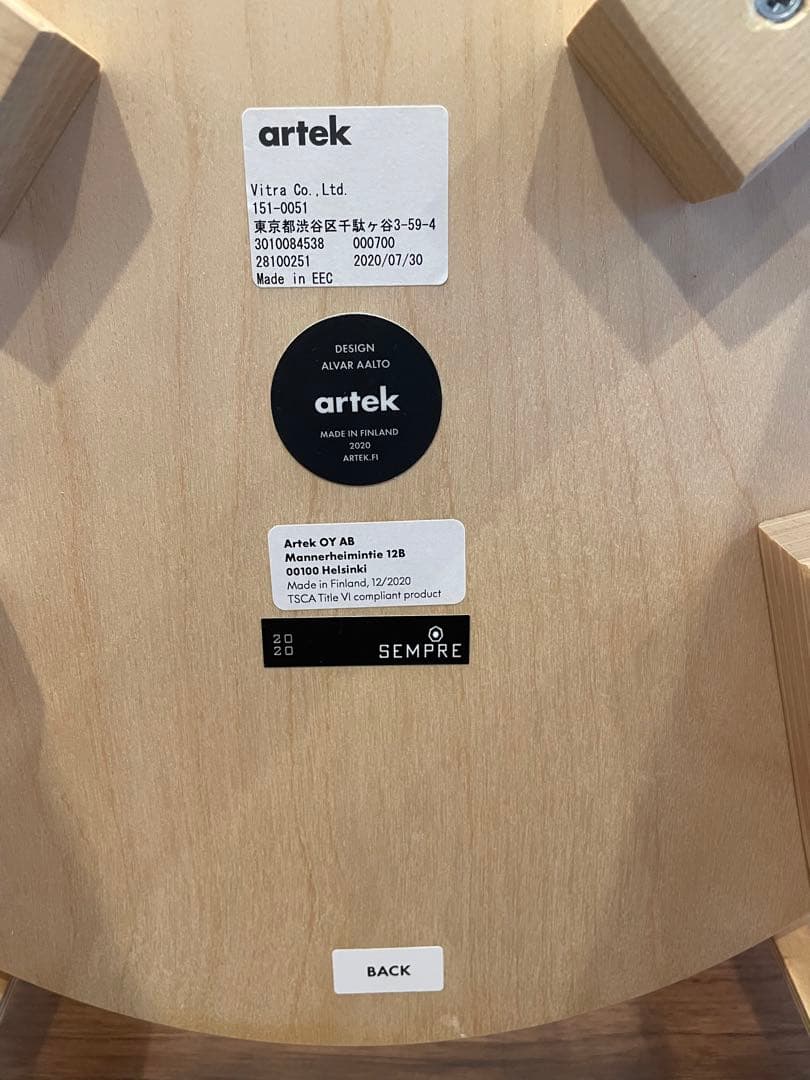 artek
Vitra Co.,Ltd.
151-0051
東京都渋谷区千駄ヶ谷3-59-4
3010084538 000700
28100251 2020/07/30
Made in EEC
DESIGN
ALVAR AALTO
artek
MADE IN FINLAND
2020
ARTEK.FI
Artek OY AB
Mannerheimintie 12B
00100 Helsinki
Made in Finland, 12/2020
TSCA Title VI compliant product
20
20
SEMPRE
BACK